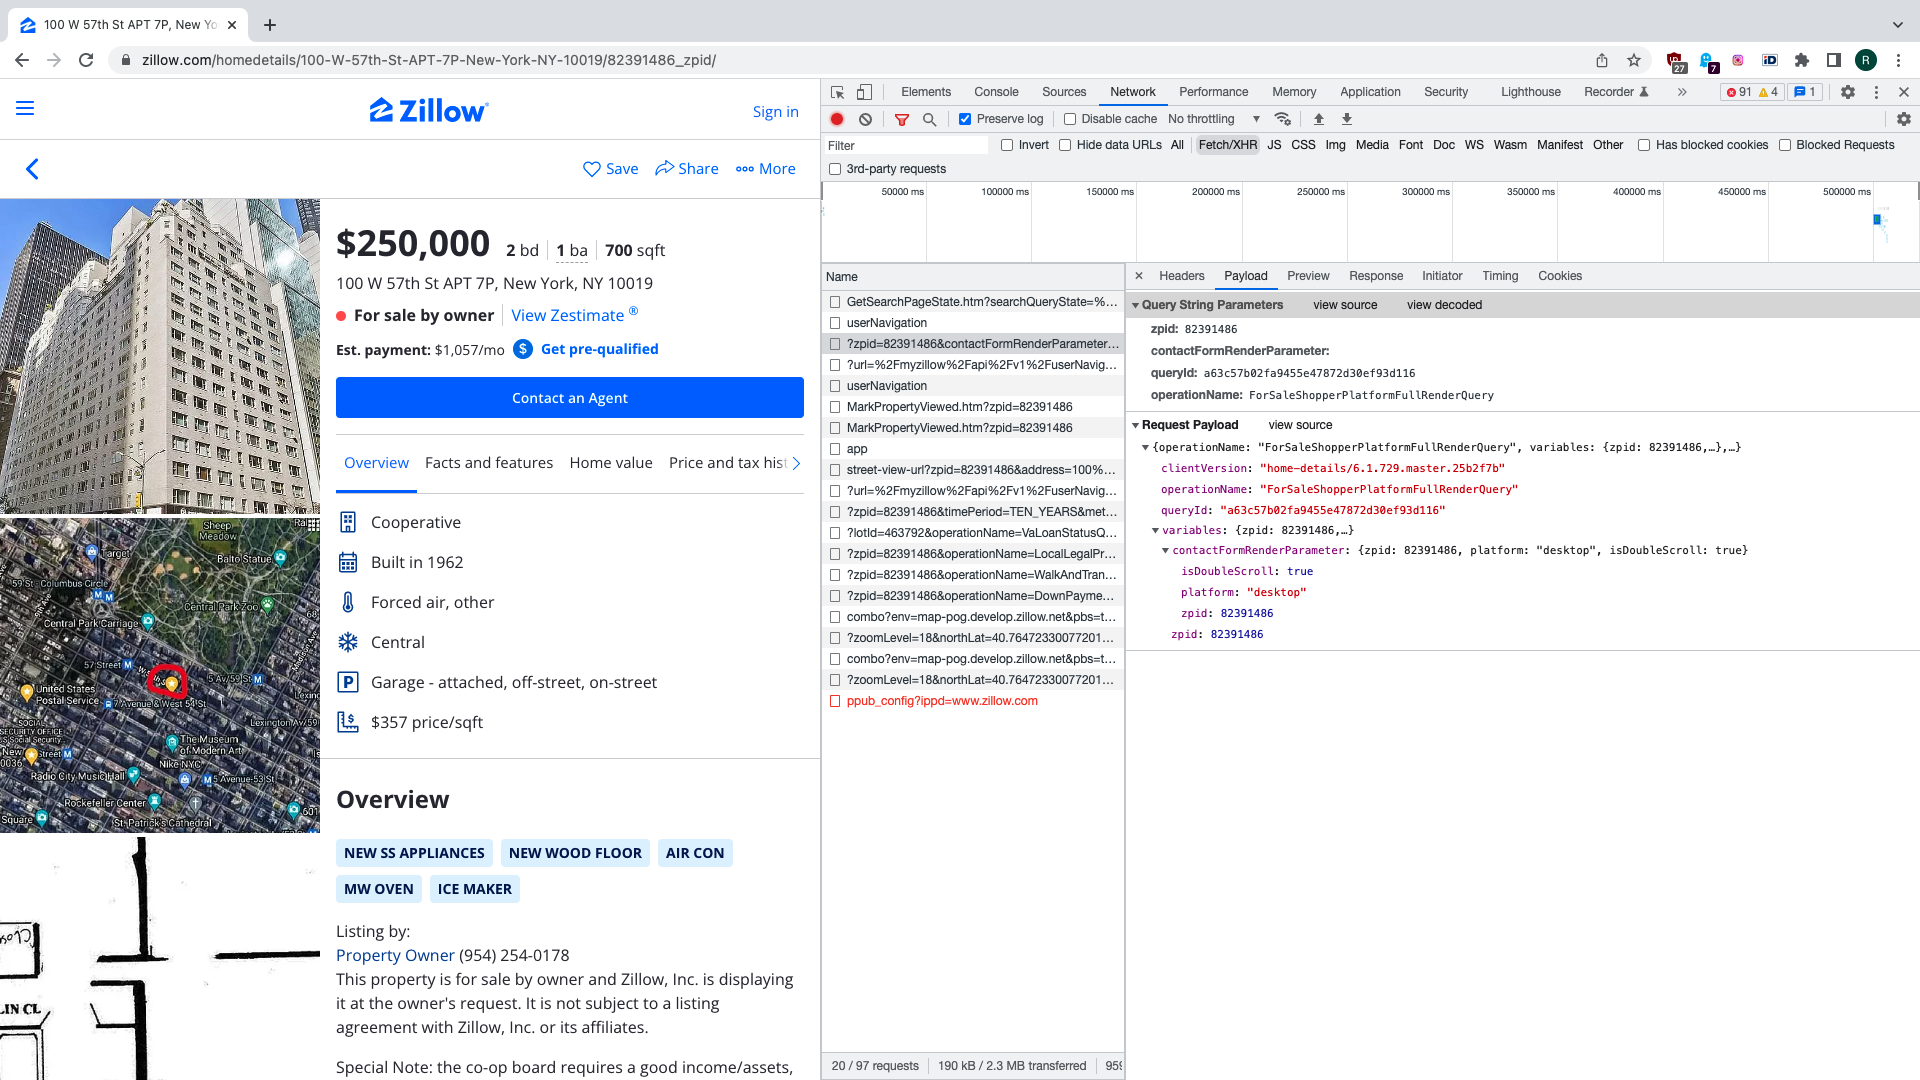 100 W 57th St APT 7P, New Yo
zillow.com/homedetails/100-W-57th-St-APT-7P-New-York-NY-10019/82391486_zpid/
27
7
iD
R
Zillow
Sign in
Save
Share
More
$250,000
2 bd
1 ba
700 sqft
100 W 57th St APT 7P, New York, NY 10019
For sale by owner
View Zestimate ®
Est. payment: $1,057/mo
$
Get pre-qualified
Contact an Agent
Overview
Facts and features
Home value
Price and tax hist
Cooperative
Built in 1962
Forced air, other
Central
P
Garage - attached, off-street, on-street
$357 price/sqft
Overview
NEW SS APPLIANCES
NEW WOOD FLOOR
AIR CON
MW OVEN
ICE MAKER
Listing by:
Property Owner (954) 254-0178
This property is for sale by owner and Zillow, Inc. is displaying
it at the owner's request. It is not subject to a listing
agreement with Zillow, Inc. or its affiliates.
Special Note: the co-op board requires a good income/assets,
Sheep
Meadow
Target
Balto Statue
59 St - Columbus Circle
Central Park Zoo
Central Park Carriage
57 Street
5 Av/59 St
United States
Postal Service
7 Avenue & West 54 St
Lexington Av/59
SOCIAL
SECURITY OFFICE
The Museum
of Modern Art
Nike NYC
Radio City Music Hall
5 Avenue-53 St
Rockefeller Center
Square
St. Patrick's Cathedral
LIN CL
Elements
Console
Sources
Network
Performance
Memory
Application
Security
Lighthouse
Recorder
91
4
1
Preserve log
Disable cache
No throttling
Filter
Invert
Hide data URLs
All
Fetch/XHR
JS
CSS
Img
Media
Font
Doc
WS
Wasm
Manifest
Other
Has blocked cookies
Blocked Requests
3rd-party requests
50000 ms
100000 ms
150000 ms
200000 ms
250000 ms
300000 ms
350000 ms
400000 ms
450000 ms
500000 ms
Name
GetSearchPageState.htm?searchQueryState=%...
userNavigation
?zpid=82391486&contactFormRenderParameter...
?url=%2Fmyzillow%2Fapi%2Fv1%2FuserNavig...
userNavigation
MarkPropertyViewed.htm?zpid=82391486
MarkPropertyViewed.htm?zpid=82391486
app
street-view-url?zpid=82391486&address=100%...
?url=%2Fmyzillow%2Fapi%2Fv1%2FuserNavig...
?zpid=82391486&timePeriod=TEN_YEARS&met...
?lotId=463792&operationName=VaLoanStatusQ...
?zpid=82391486&operationName=LocalLegalPr...
?zpid=82391486&operationName=WalkAndTran...
?zpid=82391486&operationName=DownPayme...
combo?env=map-pog.develop.zillow.net&pbs=t...
?zoomLevel=18&northLat=40.76472330077201...
combo?env=map-pog.develop.zillow.net&pbs=t...
?zoomLevel=18&northLat=40.76472330077201...
ppub_config?ippd=www.zillow.com
20 / 97 requests
190 kB / 2.3 MB transferred
959
Headers
Payload
Preview
Response
Initiator
Timing
Cookies
Query String Parameters
view source
view decoded
zpid: 82391486
contactFormRenderParameter:
queryId: a63c57b02fa9455e47872d30ef93d116
operationName: ForSaleShopperPlatformFullRenderQuery
Request Payload
view source
{operationName: "ForSaleShopperPlatformFullRenderQuery", variables: {zpid: 82391486,…},…}
clientVersion: "home-details/6.1.729.master.25b2f7b"
operationName: "ForSaleShopperPlatformFullRenderQuery"
queryId: "a63c57b02fa9455e47872d30ef93d116"
variables: {zpid: 82391486,…}
contactFormRenderParameter: {zpid: 82391486, platform: "desktop", isDoubleScroll: true}
isDoubleScroll: true
platform: "desktop"
zpid: 82391486
zpid: 82391486